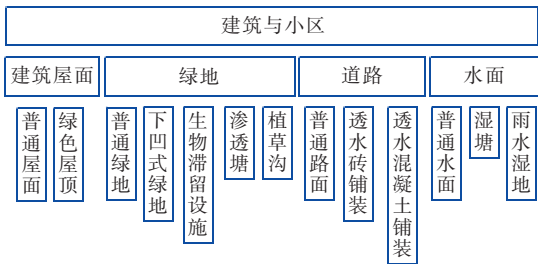 建筑与小区
建筑屋面
绿地
道路
水面
普通屋面
绿色屋顶
普通绿地
下凹式绿地
生物滞留设施
渗透塘
植草沟
普通路面
透水砖铺装
透水混凝土铺装
普通水面
湿塘
雨水湿地